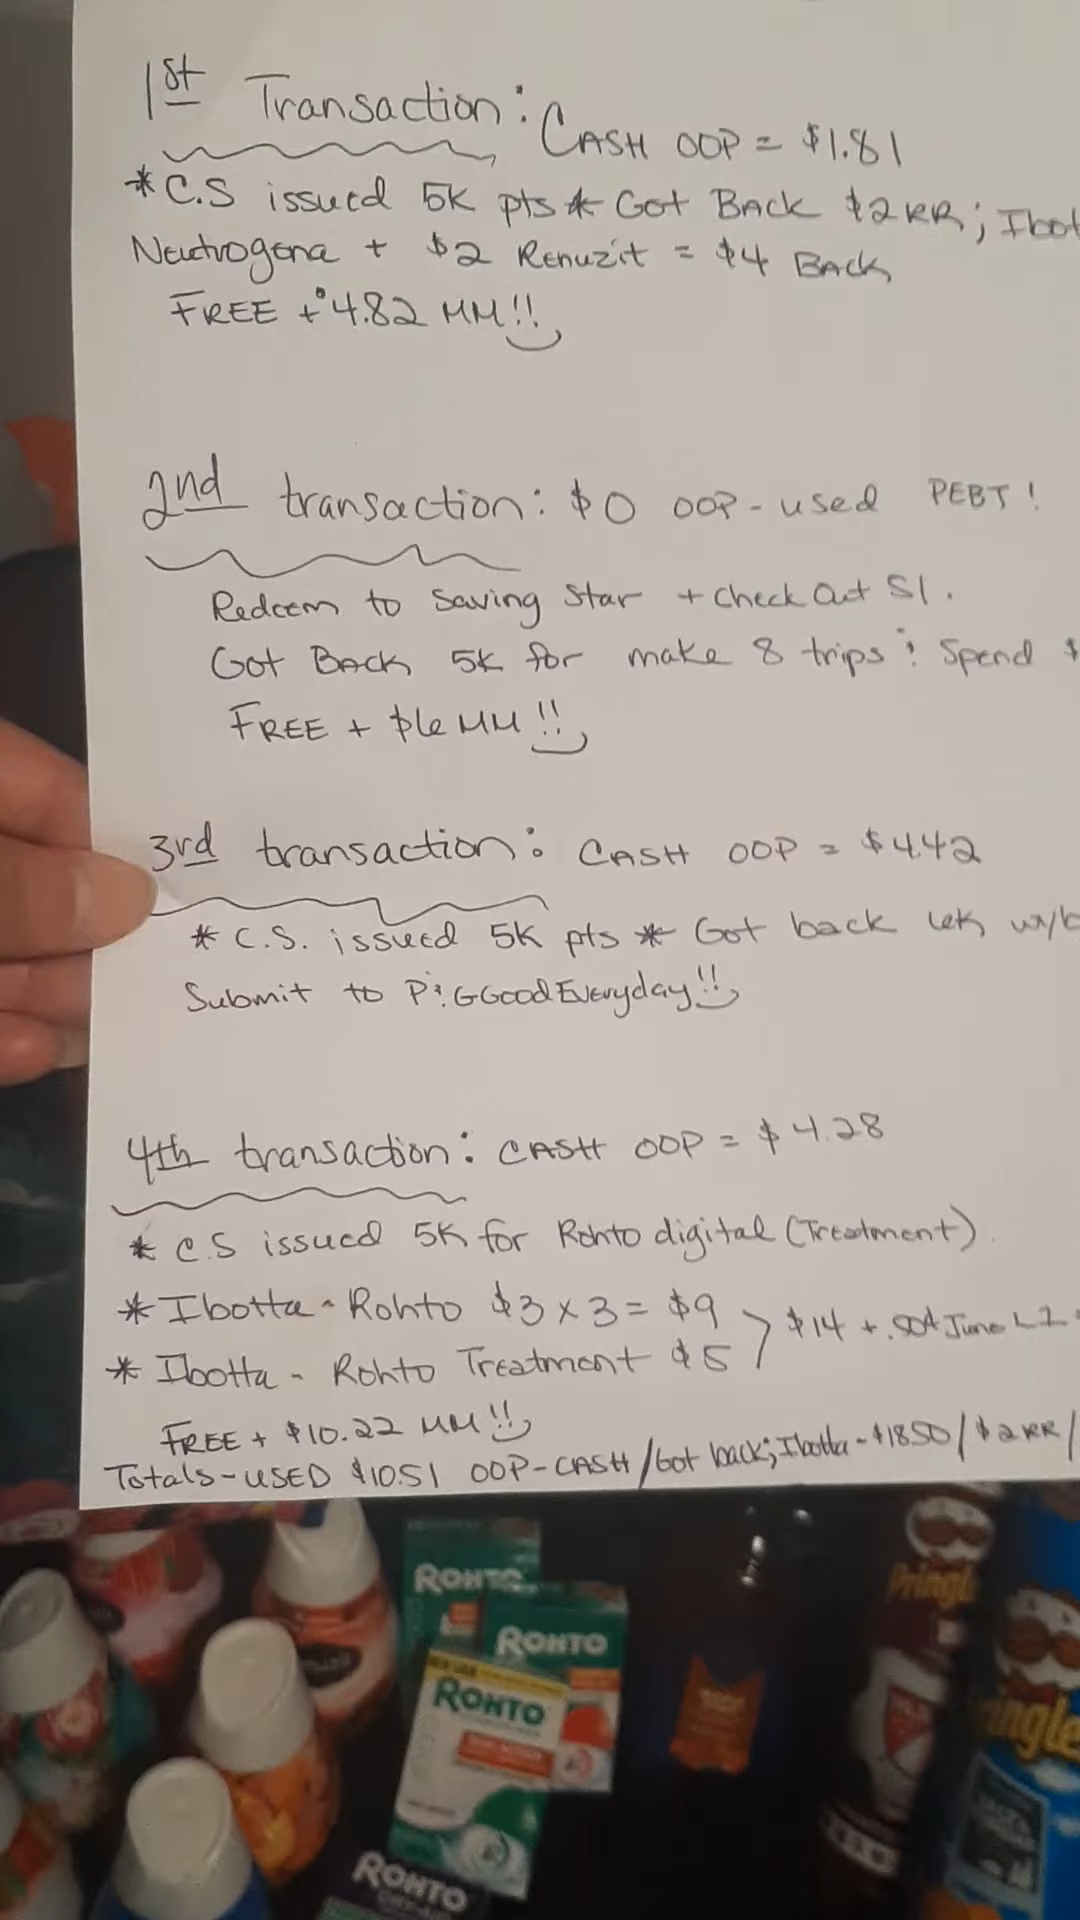 1st Transaction: CASH OOP = $1.81
*C.S issued 5K pts * Got Back $2 RR; Ibot
Neutrogena + $2 Renuzit = $4 Back
FREE + $4.82 MM!!
2nd transaction: $0 OOP - used PEBT!
Redeem to Saving Star + Check Out 51.
Got Back 5K for make 8 trips; Spend $
FREE + $6 MM!!
3rd transaction: CASH OOP = $4.42
* C.S. issued 5K pts * Got back 6K w/b
Submit to P&GGoodEveryday!!
4th transaction: CASH OOP = $4.28
* C.S issued 5K for Rohto digital (Treatment)
* Ibotta - Rohto $3 x 3 = $9
* Ibotta - Rohto Treatment $5 > $14 + .50¢ June
FREE + $10.22 MM!!
Totals - USED $10.51 OOP-CASH/Got back; Ibotta - $18.50/$2 RR/
ROHTO
ROHTO
ROHTO
ROHTO
Pringl
ingle